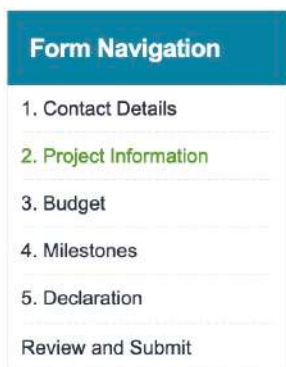 Form Navigation
1. Contact Details
2. Project Information
3. Budget
4. Milestones
5. Declaration
Review and Submit